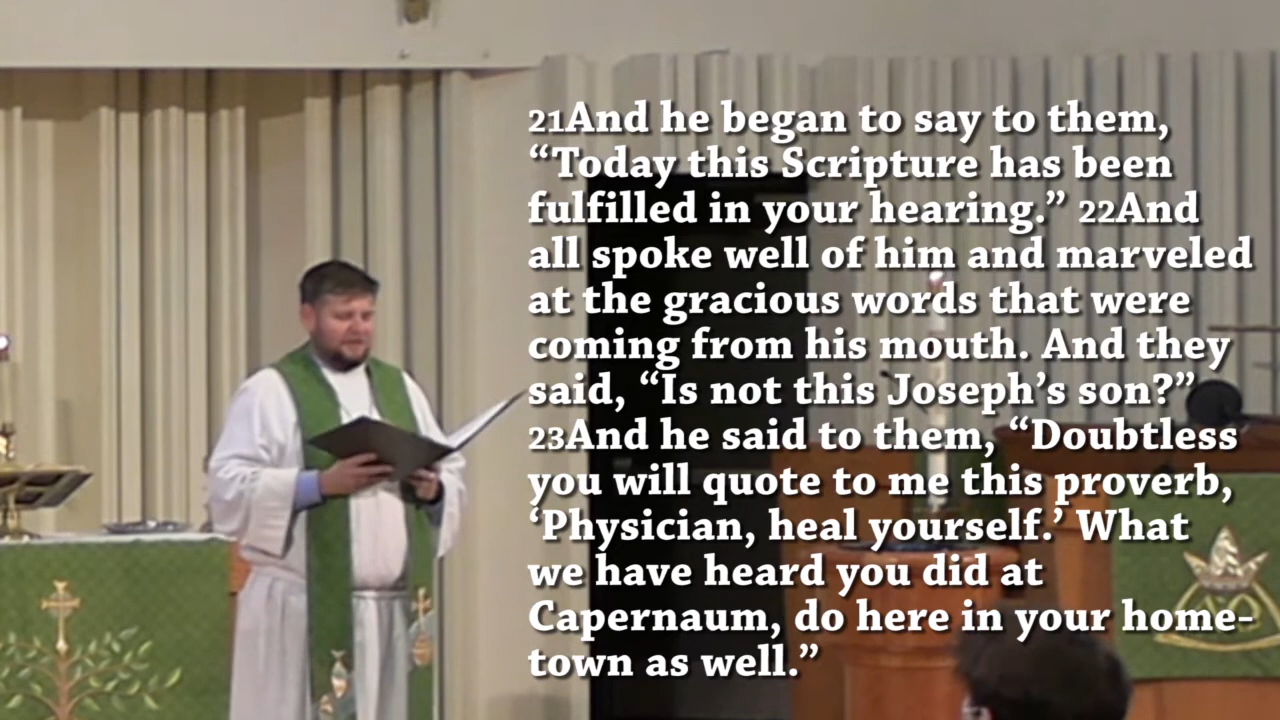 21And he began to say to them,
“Today this Scripture has been
fulfilled in your hearing.” 22And
all spoke well of him and marveled
at the gracious words that were
coming from his mouth. And they
said, “Is not this Joseph’s son?”
23And he said to them, “Doubtless
you will quote to me this proverb,
‘Physician, heal yourself.’ What
we have heard you did at
Capernaum, do here in your home-
town as well.”